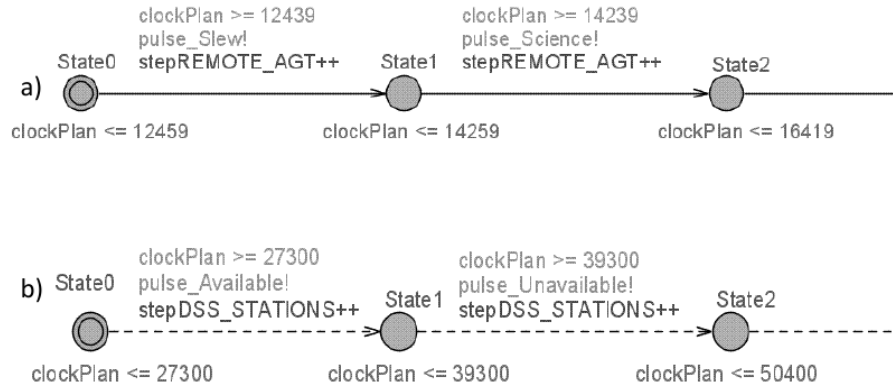 clockPlan >= 12439
pulse_Slew!
stepREMOTE_AGT++
clockPlan >= 14239
pulse_Science!
stepREMOTE_AGT++
State0
State1
State2
a)
clockPlan <= 12459
clockPlan <= 14259
clockPlan <= 16419
clockPlan >= 27300
pulse_Available!
stepDSS_STATIONS++
clockPlan >= 39300
pulse_Unavailable!
stepDSS_STATIONS++
State0
State1
State2
b)
clockPlan <= 27300
clockPlan <= 39300
clockPlan <= 50400